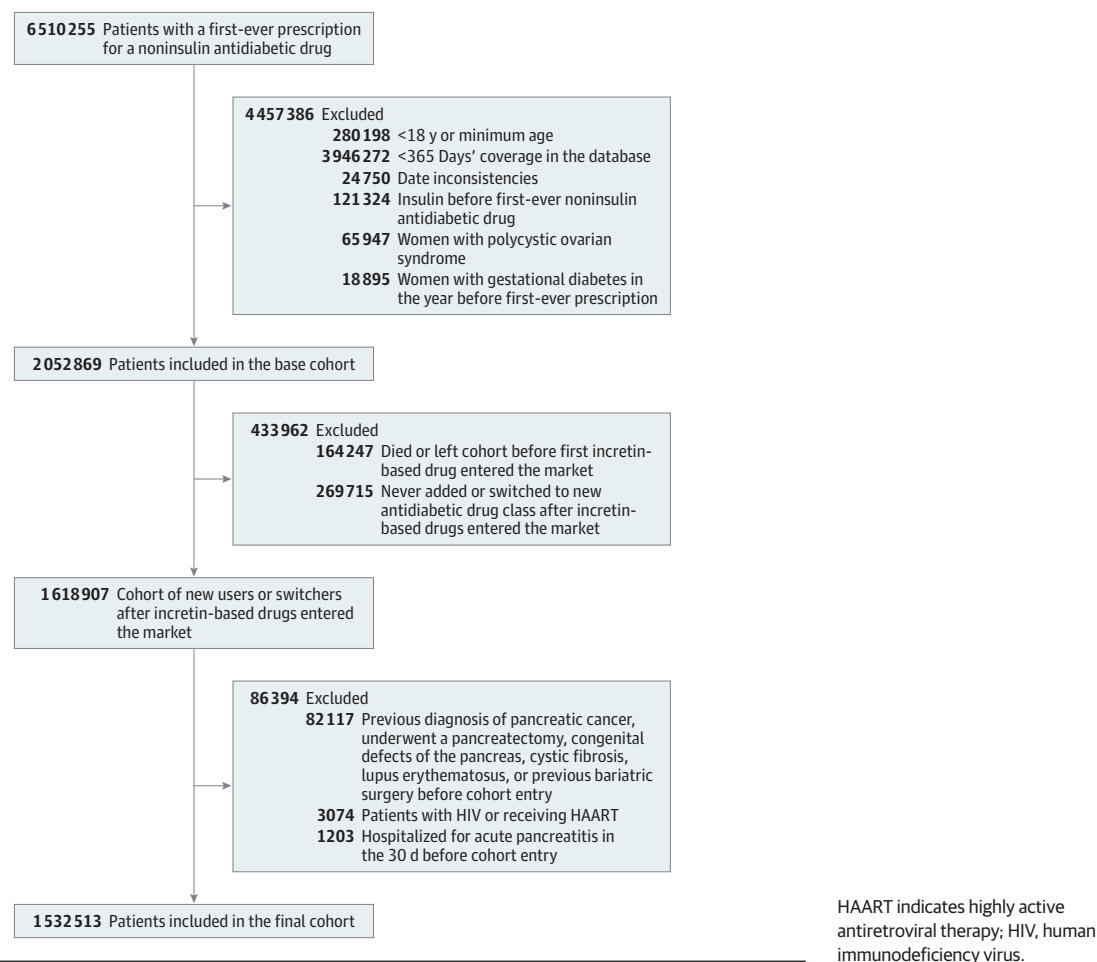 6510255 Patients with a first-ever prescription
for a noninsulin antidiabetic drug
4457386 Excluded
280198 <18 y or minimum age
3946272 <365 Days’ coverage in the database
24750 Date inconsistencies
121324 Insulin before first-ever noninsulin
antidiabetic drug
65947 Women with polycystic ovarian
syndrome
18895 Women with gestational diabetes in
the year before first-ever prescription
2052869 Patients included in the base cohort
433962 Excluded
164247 Died or left cohort before first incretin-
based drug entered the market
269715 Never added or switched to new
antidiabetic drug class after incretin-
based drugs entered the market
1618907 Cohort of new users or switchers
after incretin-based drugs entered
the market
86394 Excluded
82117 Previous diagnosis of pancreatic cancer,
underwent a pancreatectomy, congenital
defects of the pancreas, cystic fibrosis,
lupus erythematosus, or previous bariatric
surgery before cohort entry
3074 Patients with HIV or receiving HAART
1203 Hospitalized for acute pancreatitis in
the 30 d before cohort entry
1532513 Patients included in the final cohort
HAART indicates highly active
antiretroviral therapy; HIV, human
immunodeficiency virus.